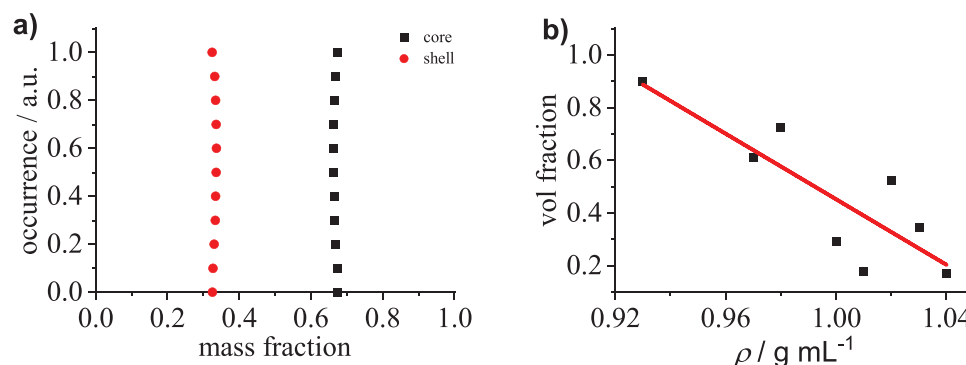 a)
core
shell
1.0
0.8
0.6
0.4
0.2
0.0
occurrence / a.u.
0.0 0.2 0.4 0.6 0.8 1.0
mass fraction
b)
1.0
0.8
0.6
0.4
0.2
vol fraction
0.92 0.96 1.00 1.04
ρ / g mL⁻¹